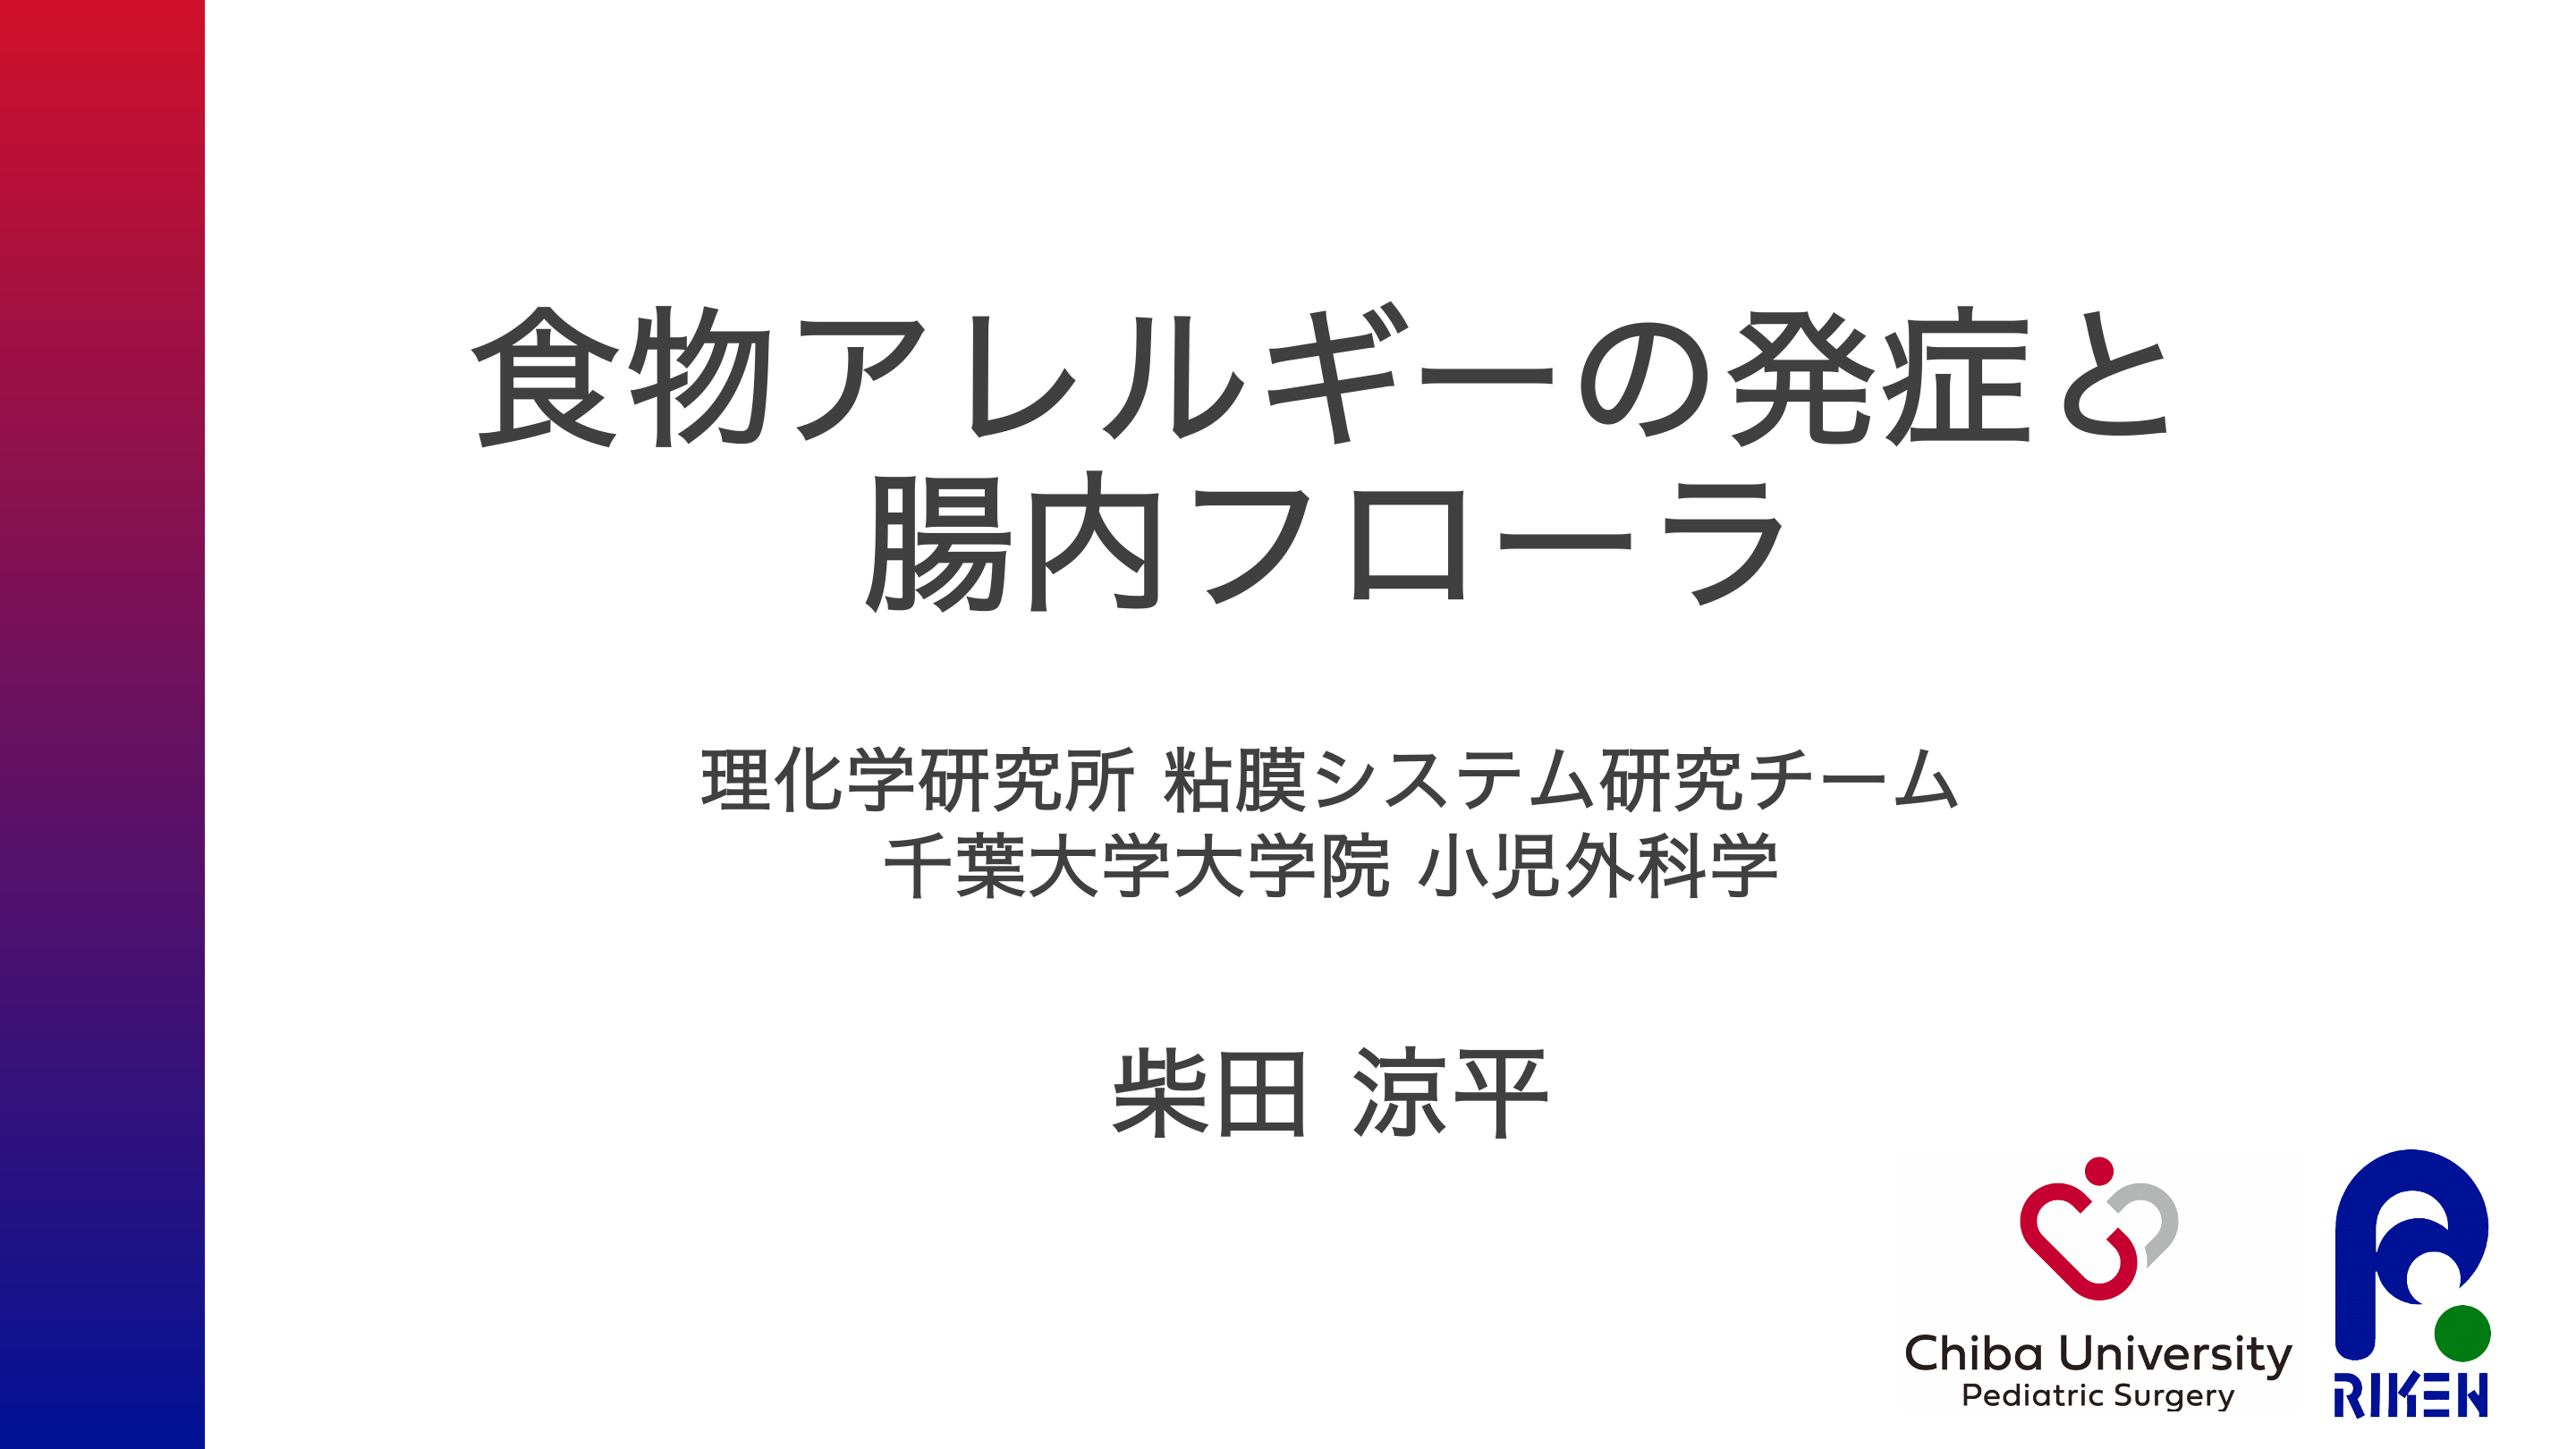 食物アレルギーの発症と
腸内フローラ
理化学研究所 粘膜システム研究チーム
千葉大学大学院 小児外科学
柴田 涼平
Chiba University
Pediatric Surgery
RIKEN